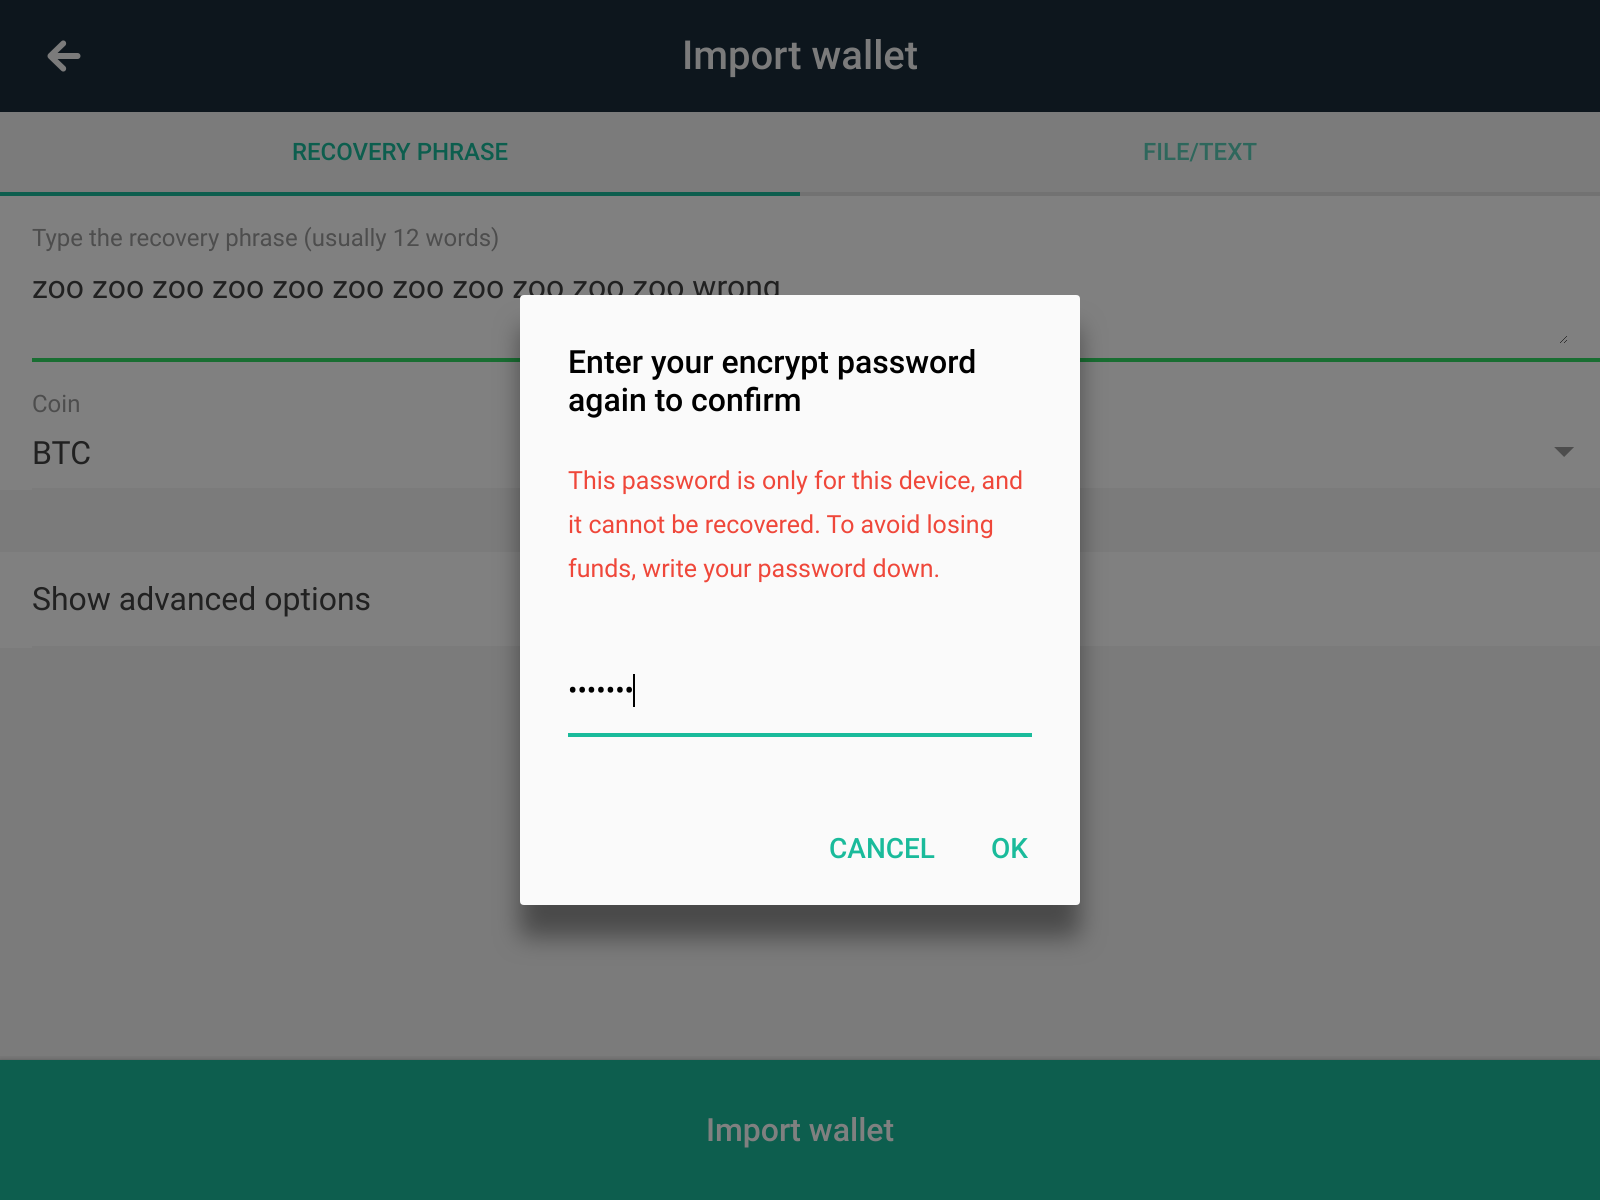 Import wallet
RECOVERY PHRASE
FILE/TEXT
Type the recovery phrase (usually 12 words)
zoo zoo zoo zoo zoo zoo zoo zoo zoo zoo zoo wrong
Coin
BTC
Show advanced options
Enter your encrypt password
again to confirm
This password is only for this device, and
it cannot be recovered. To avoid losing
funds, write your password down.
•••••••
CANCEL
OK
Import wallet